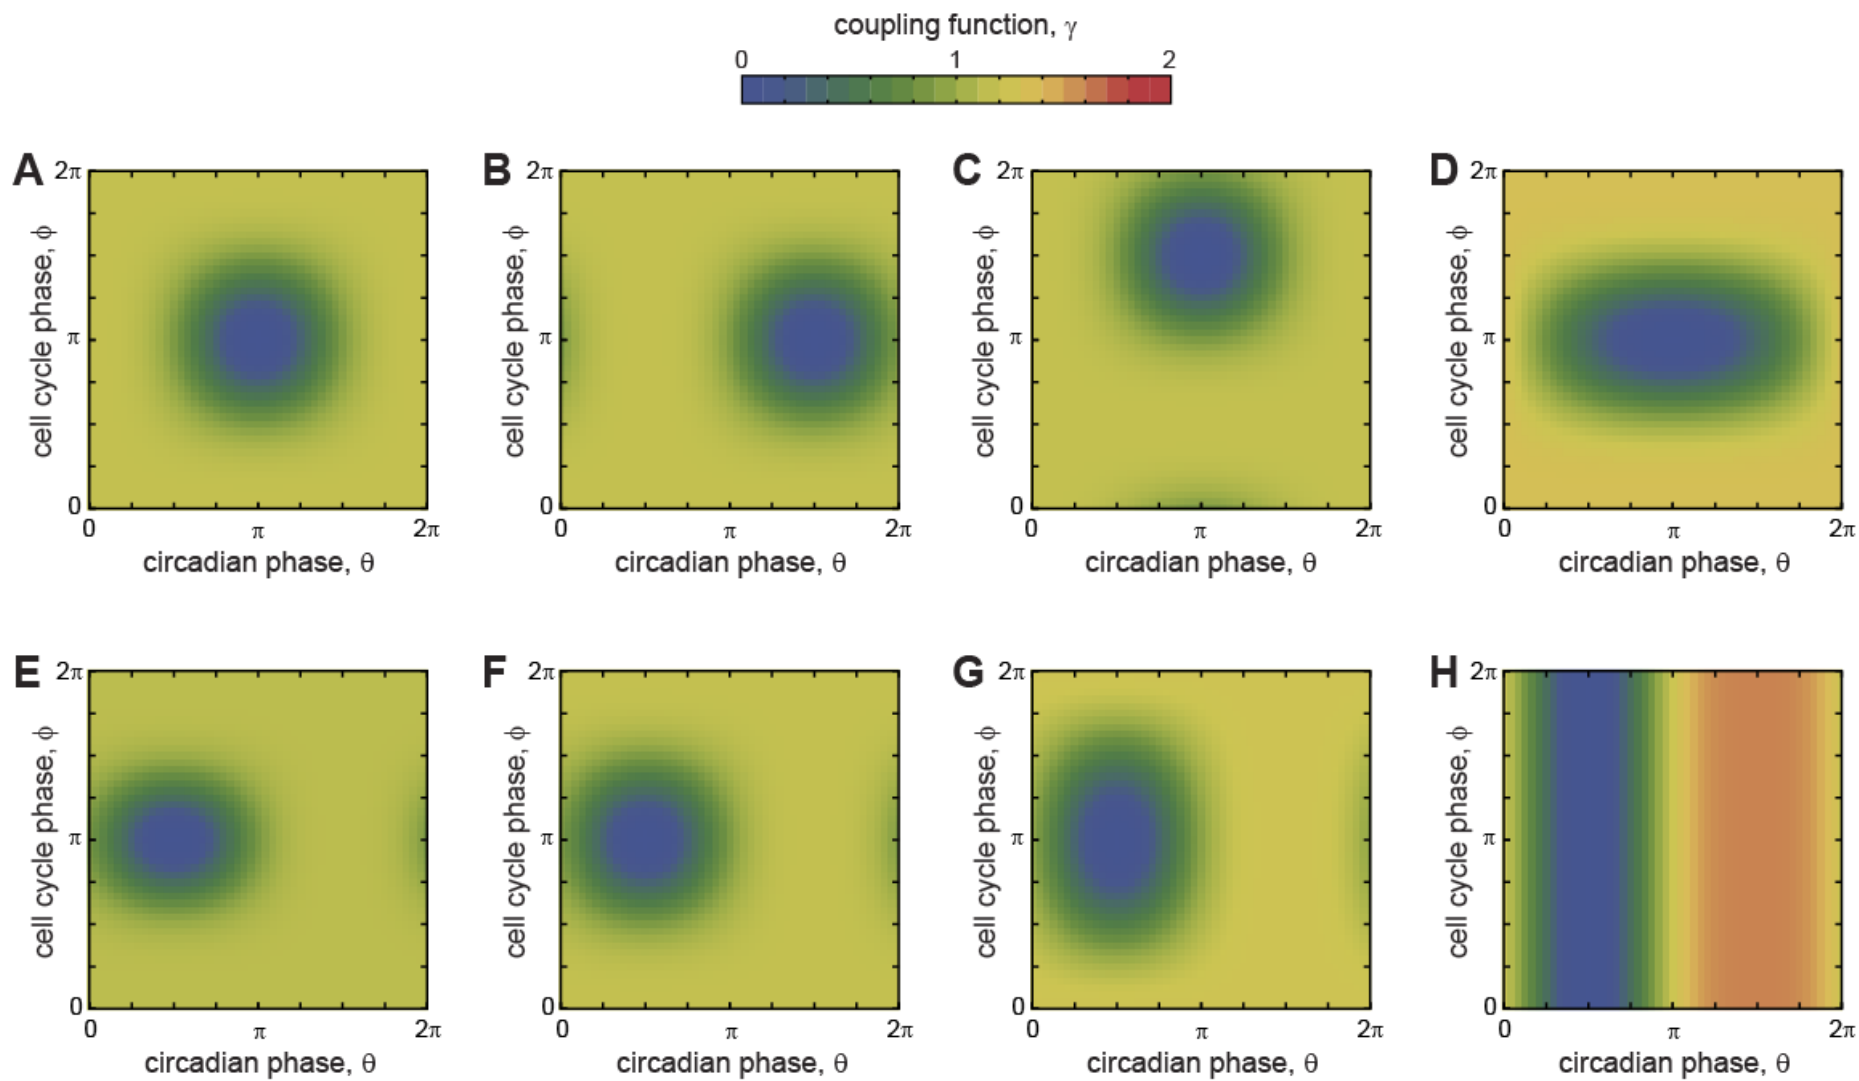 coupling function, γ
0 1 2
A B C D
2π 2π 2π 2π
cell cycle phase, ϕ cell cycle phase, ϕ cell cycle phase, ϕ cell cycle phase, ϕ
π π π π
0 0 0 0
0 π 2π 0 π 2π 0 π 2π 0 π 2π
circadian phase, θ circadian phase, θ circadian phase, θ circadian phase, θ
E F G H
2π 2π 2π 2π
cell cycle phase, ϕ cell cycle phase, ϕ cell cycle phase, ϕ cell cycle phase, ϕ
π π π π
0 0 0 0
0 π 2π 0 π 2π 0 π 2π 0 π 2π
circadian phase, θ circadian phase, θ circadian phase, θ circadian phase, θ